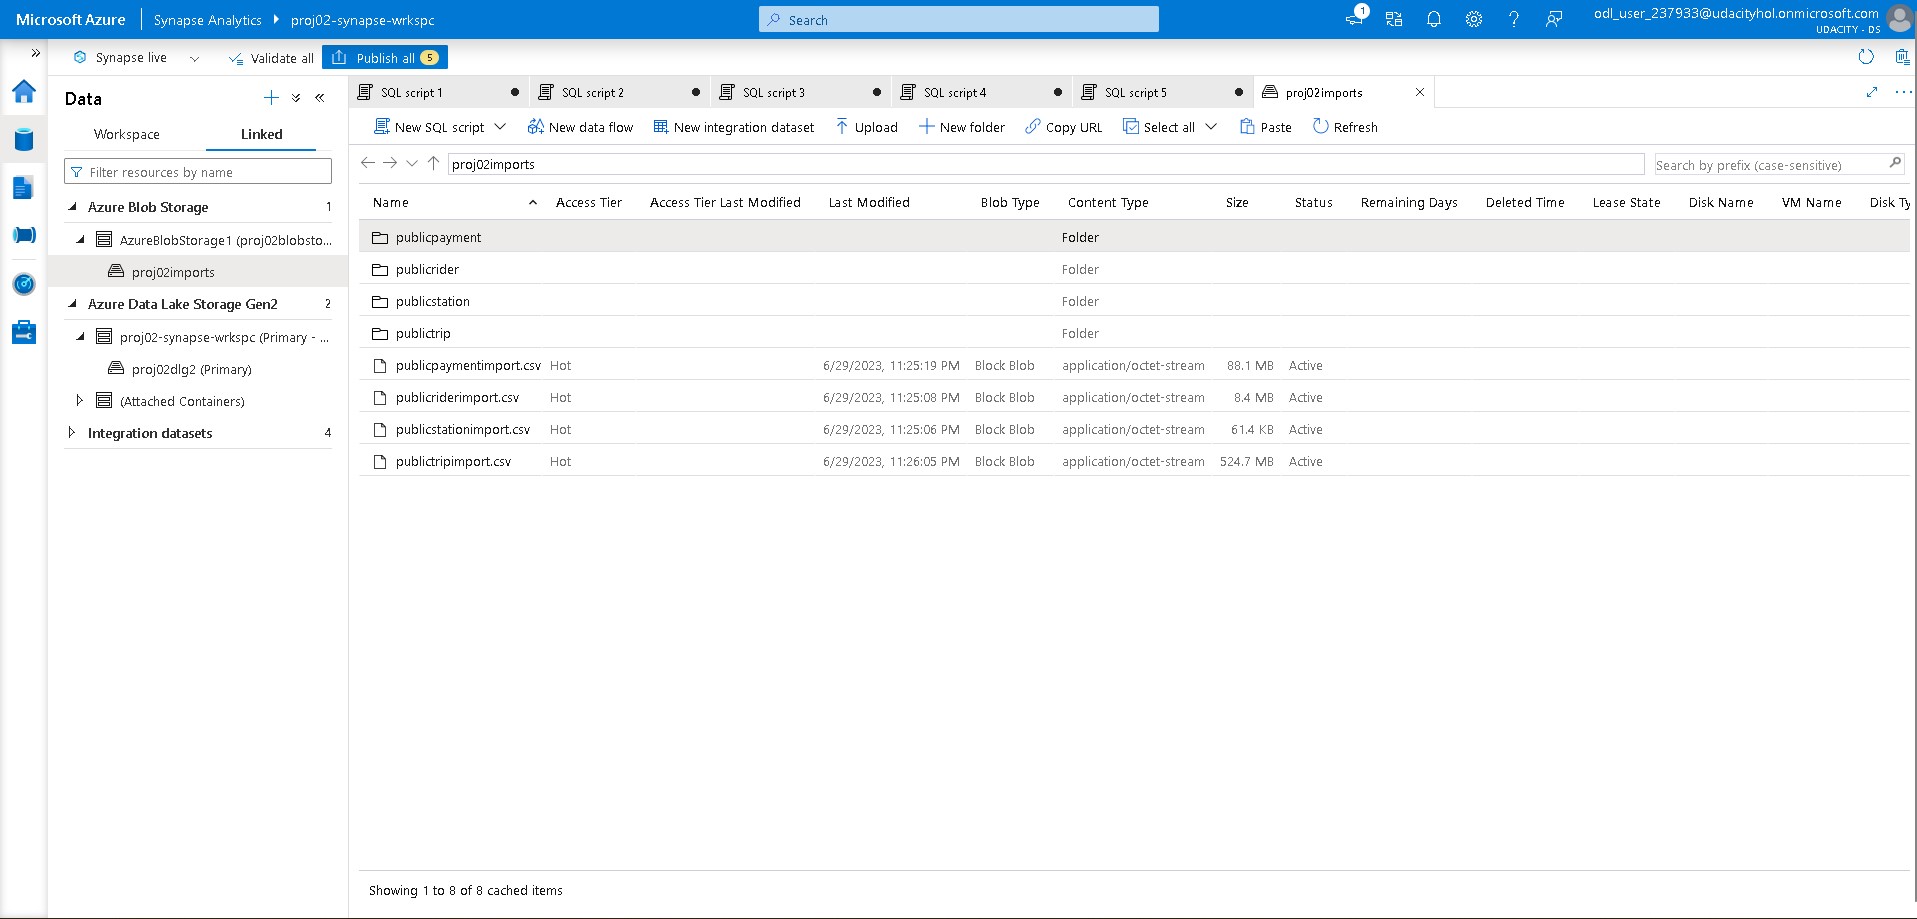 Microsoft Azure Synapse Analytics proj02-synapse-wrkspc Search 1 odl_user_237933@udacityhol.onmicrosoft.com
UDACITY - DS
Synapse live Validate all Publish all 5
Data
Workspace Linked
Filter resources by name
Azure Blob Storage 1
AzureBlobStorage1 (proj02blobsto...
proj02imports
Azure Data Lake Storage Gen2 2
proj02-synapse-wrkspc (Primary - ...
proj02dlg2 (Primary)
(Attached Containers)
Integration datasets 4
SQL script 1 SQL script 2 SQL script 3 SQL script 4 SQL script 5 proj02imports
New SQL script New data flow New integration dataset Upload New folder Copy URL Select all Paste Refresh
proj02imports Search by prefix (case-sensitive)
Name Access Tier Access Tier Last Modified Last Modified Blob Type Content Type Size Status Remaining Days Deleted Time Lease State Disk Name VM Name Disk Ty
publicpayment Folder
publicrider Folder
publicstation Folder
publictrip Folder
publicpaymentimport.csv Hot 6/29/2023, 11:25:19 PM Block Blob application/octet-stream 88.1 MB Active
publicriderimport.csv Hot 6/29/2023, 11:25:08 PM Block Blob application/octet-stream 8.4 MB Active
publicstationimport.csv Hot 6/29/2023, 11:25:06 PM Block Blob application/octet-stream 61.4 KB Active
publictripimport.csv Hot 6/29/2023, 11:26:05 PM Block Blob application/octet-stream 524.7 MB Active
Showing 1 to 8 of 8 cached items